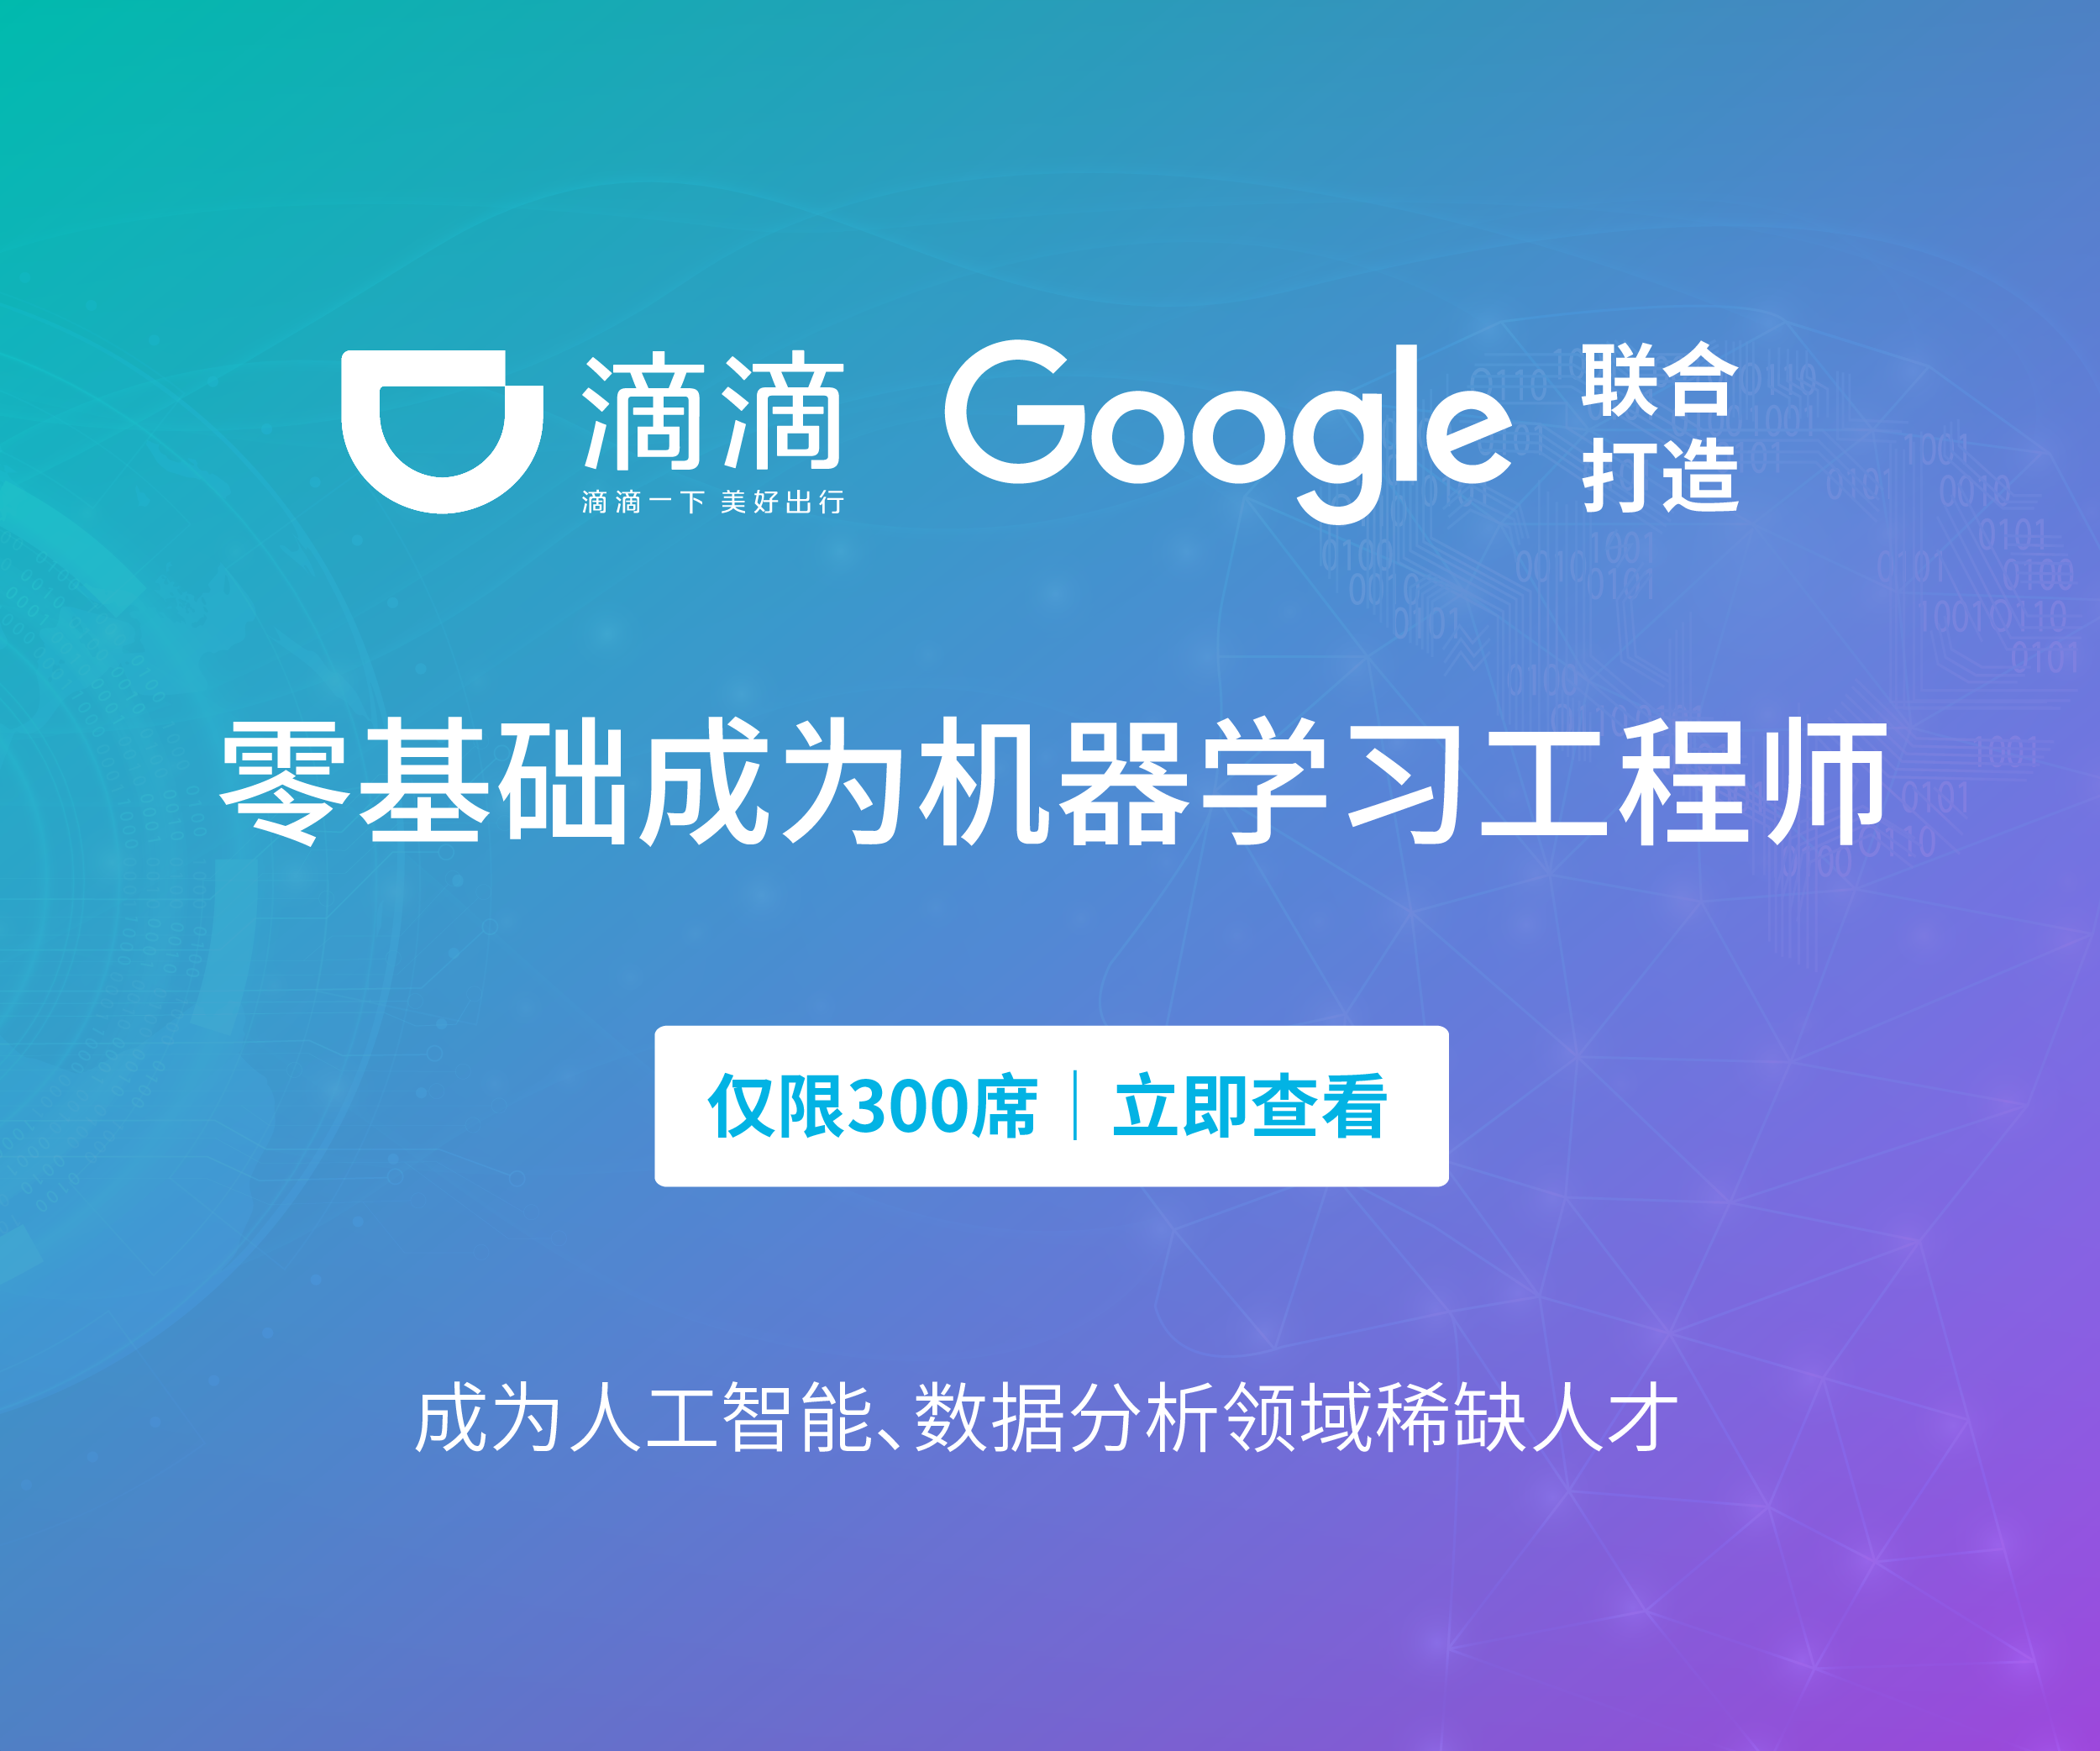 滴滴
滴滴一下 美好出行
Google
联合
打造
零基础成为机器学习工程师
仅限300席｜立即查看
成为人工智能、数据分析领域稀缺人才